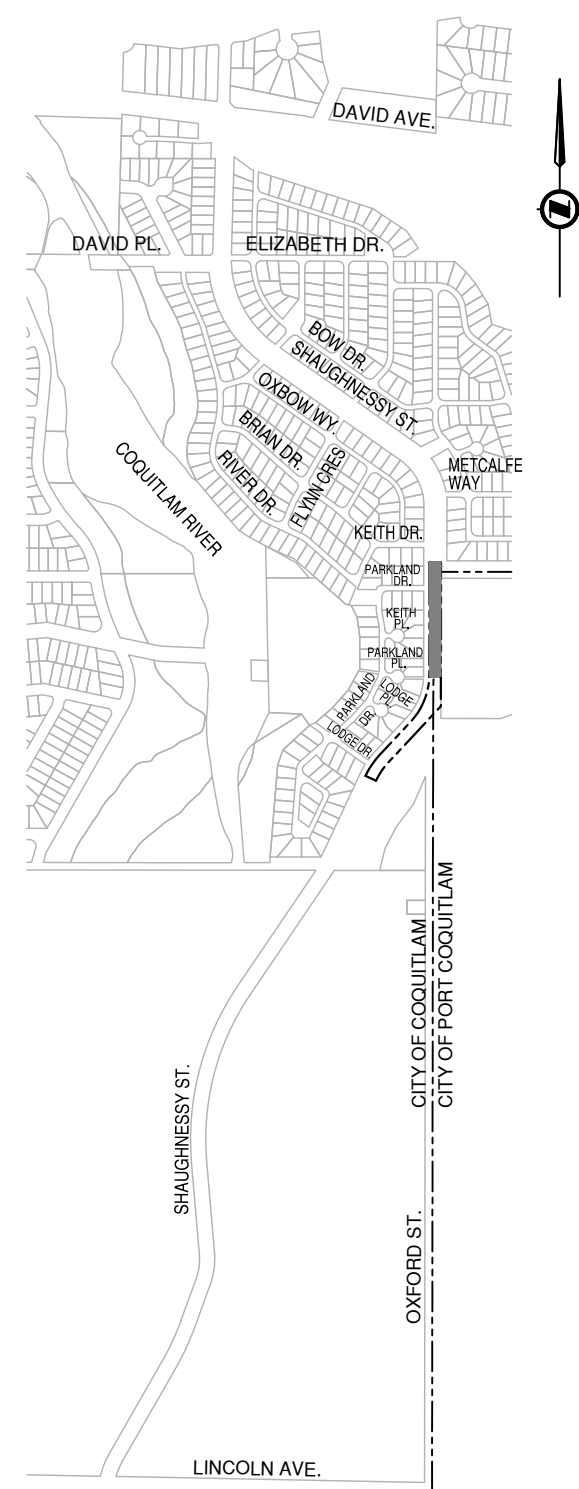 DAVID AVE.
DAVID PL.
ELIZABETH DR.
BOW DR.
SHAUGHNESSY ST.
OXBOW WY.
BRIAN DR.
RIVER DR.
FLYNN CRES
COQUITLAM RIVER
METCALFE
WAY
KEITH DR.
PARKLAND
DR.
KEITH
PL.
PARKLAND
PL.
LODGE
PL.
PARKLAND
DR.
LODGE DR.
CITY OF COQUITLAM
CITY OF PORT COQUITLAM
SHAUGHNESSY ST.
OXFORD ST.
LINCOLN AVE.
N